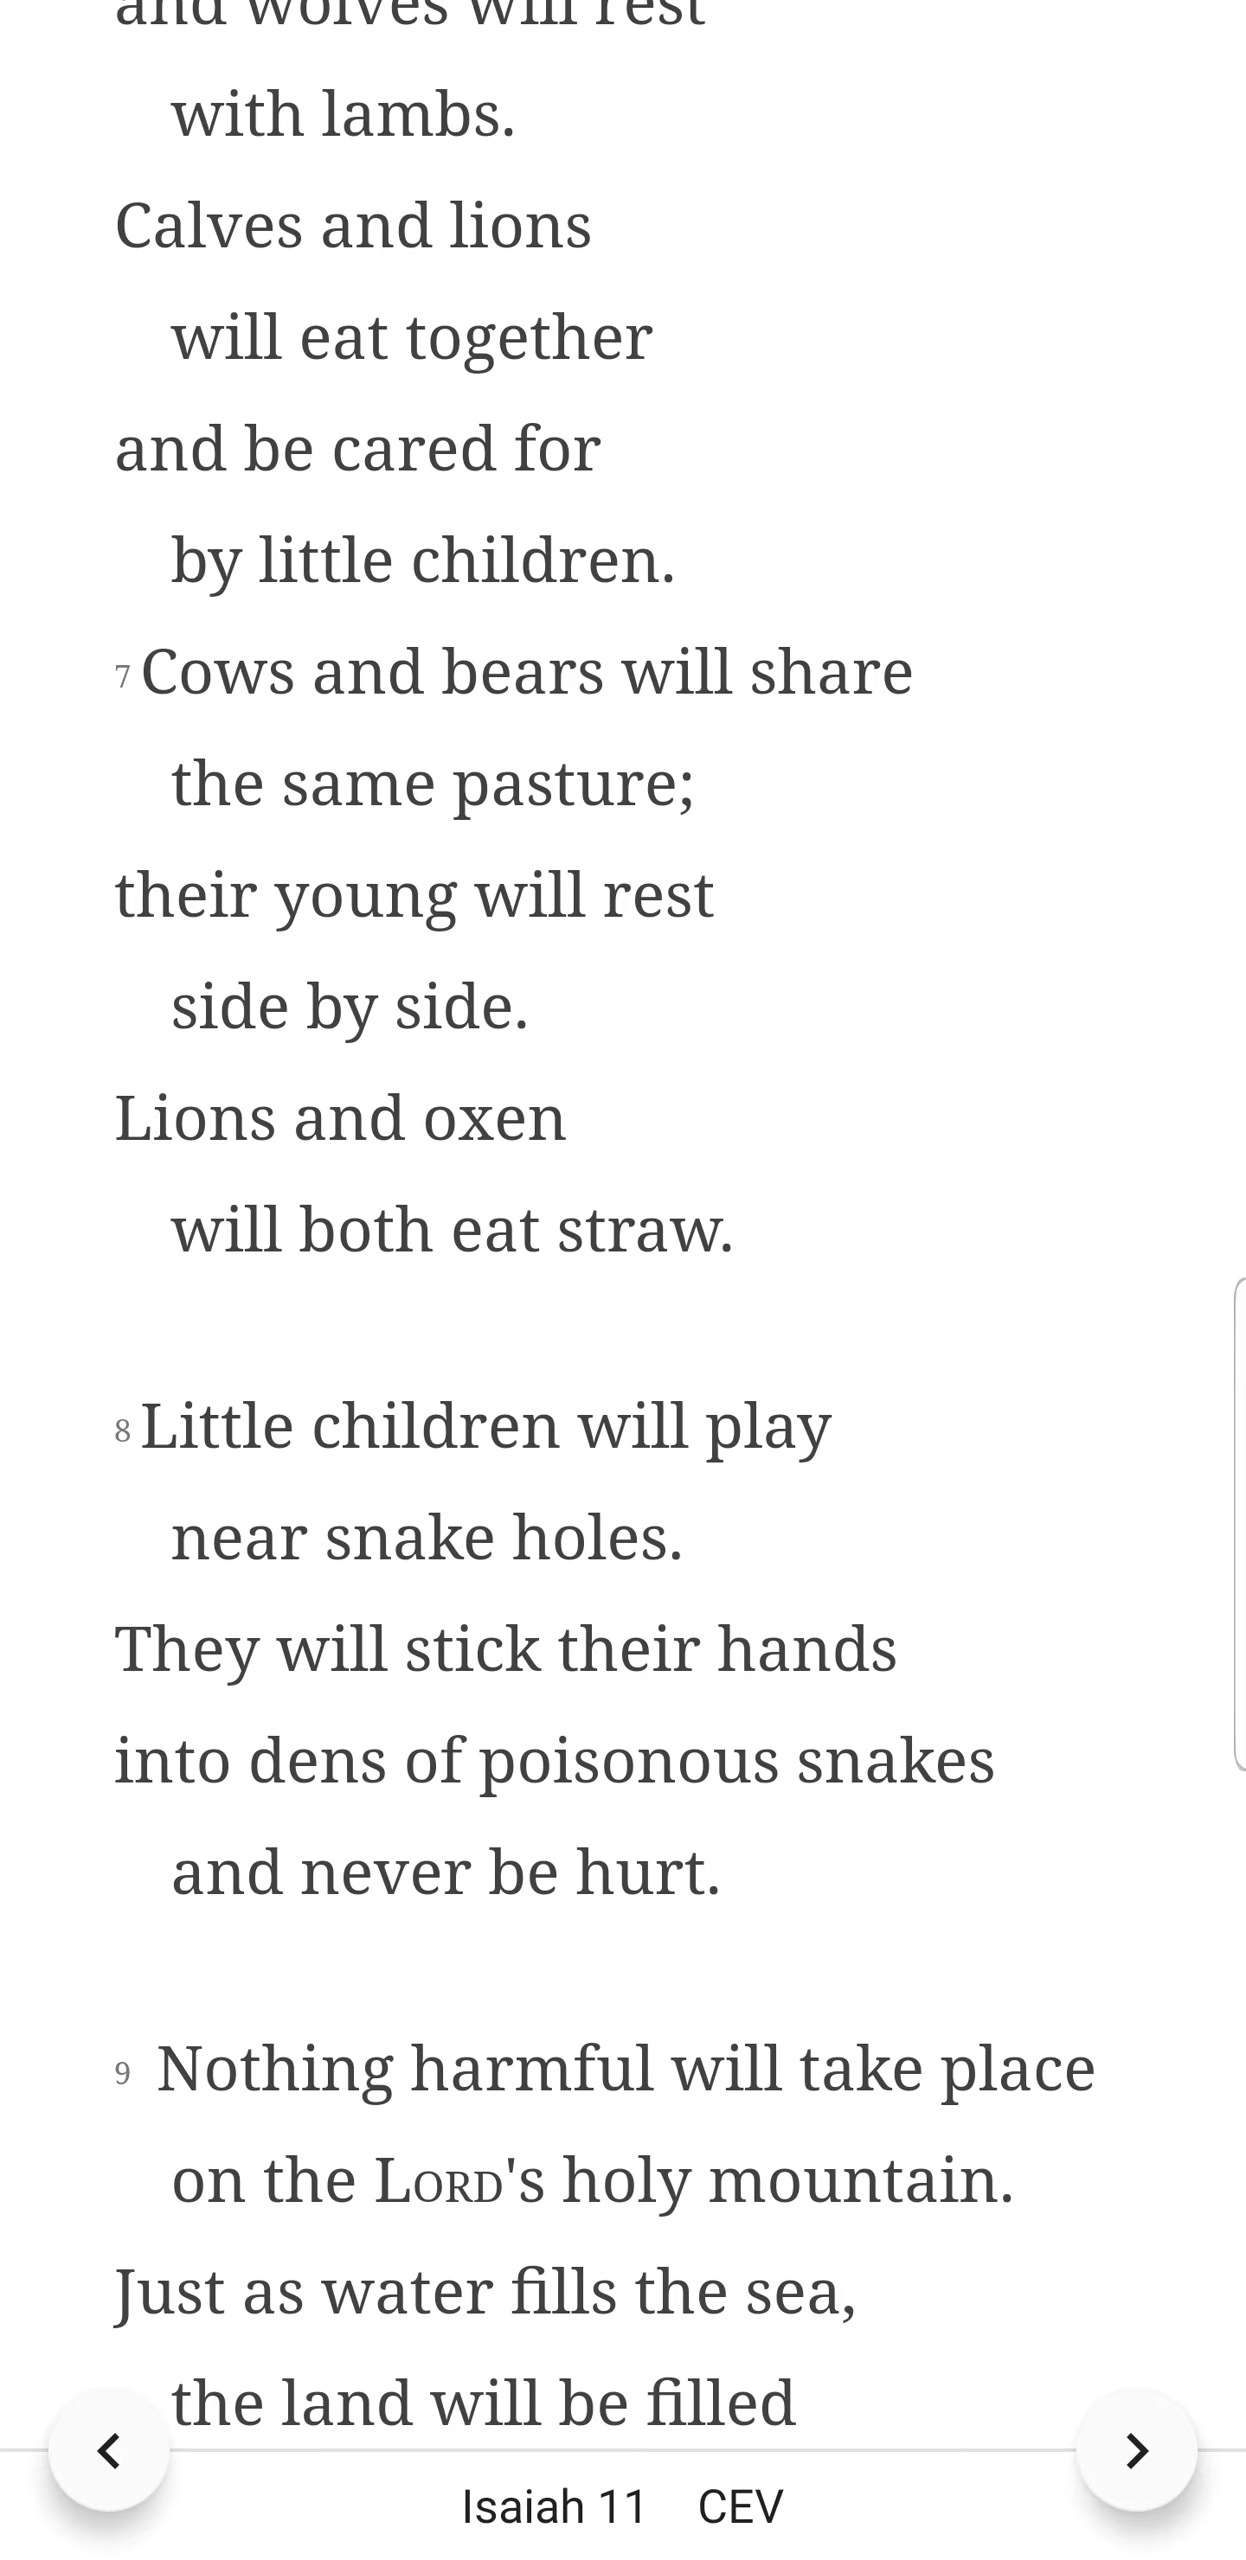 and wolves will rest
with lambs.
Calves and lions
will eat together
and be cared for
by little children.
7 Cows and bears will share
the same pasture;
their young will rest
side by side.
Lions and oxen
will both eat straw.
8 Little children will play
near snake holes.
They will stick their hands
into dens of poisonous snakes
and never be hurt.
9 Nothing harmful will take place
on the LORD's holy mountain.
Just as water fills the sea,
the land will be filled
Isaiah 11 CEV